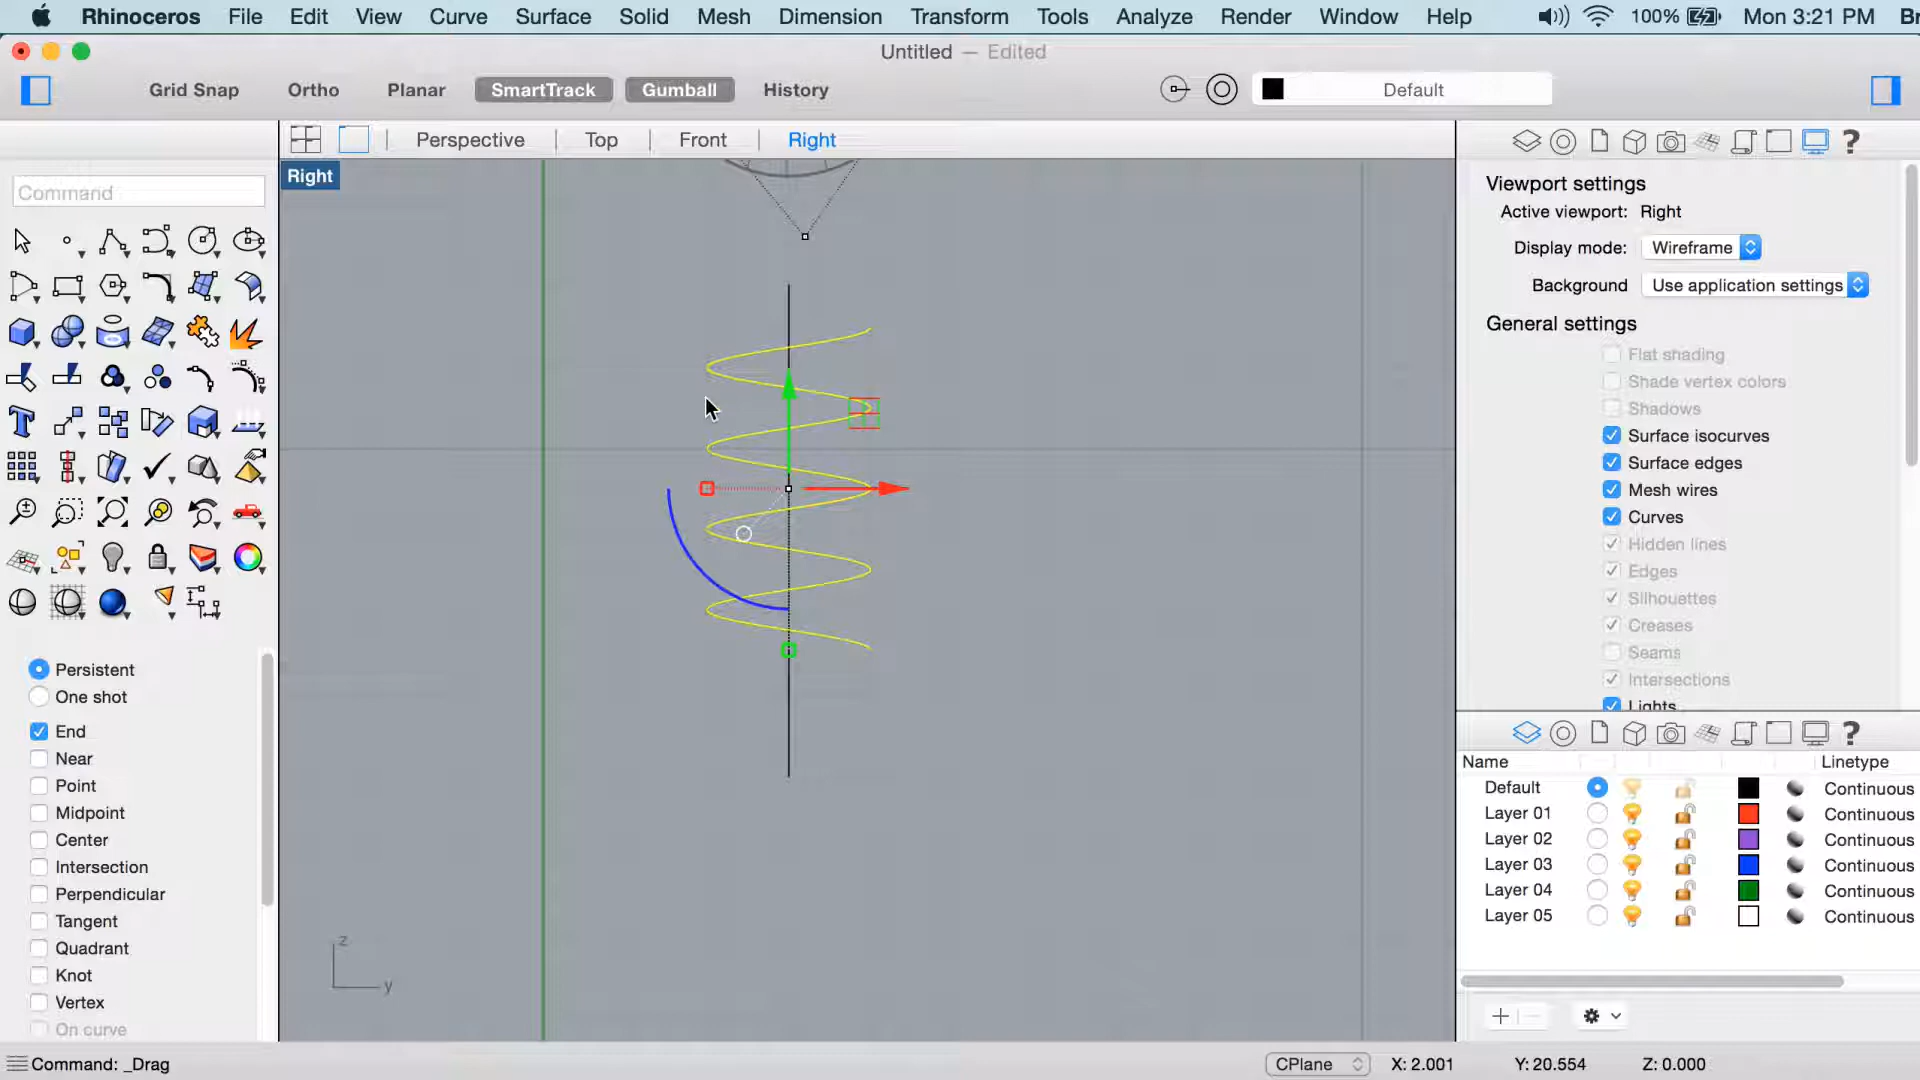 Rhinoceros File Edit View Curve Surface Solid Mesh Dimension Transform Tools Analyze Render Window Help 100% Mon 3:21 PM Br
Untitled — Edited
Grid Snap Ortho Planar SmartTrack Gumball History Default
Perspective Top Front Right
Right
Command
Viewport settings
Active viewport: Right
Display mode: Wireframe
Background Use application settings
General settings
Flat shading
Shade vertex colors
Shadows
Surface isocurves
Surface edges
Mesh wires
Curves
Hidden lines
Edges
Silhouettes
Creases
Seams
Intersections
Lights
Persistent
One shot
End
Near
Point
Midpoint
Center
Intersection
Perpendicular
Tangent
Quadrant
Knot
Vertex
On curve
z
y
Name Linetype
Default Continuous
Layer 01 Continuous
Layer 02 Continuous
Layer 03 Continuous
Layer 04 Continuous
Layer 05 Continuous
Command: _Drag
CPlane X: 2.001 Y: 20.554 Z: 0.000